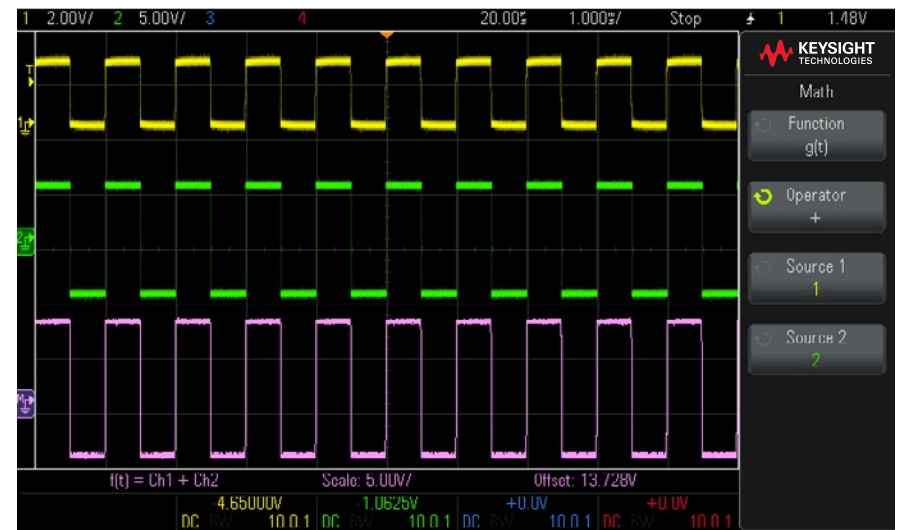 1 2.00V/ 2 5.00V/ 3 4 20.00s 1.000s/ Stop 1 1.48V
KEYSIGHT
TECHNOLOGIES
Math
Function
g(t)
Operator
+
Source 1
1
Source 2
2
T
1
2
M
f(t) = Ch1 + Ch2 Scale: 5.00V/ Offset: 13.728V
-4.65000V -1.0625V +0.0V +0.0V
DC BW 10.0:1 DC BW 10.0:1 DC BW 10.0:1 DC BW 10.0:1